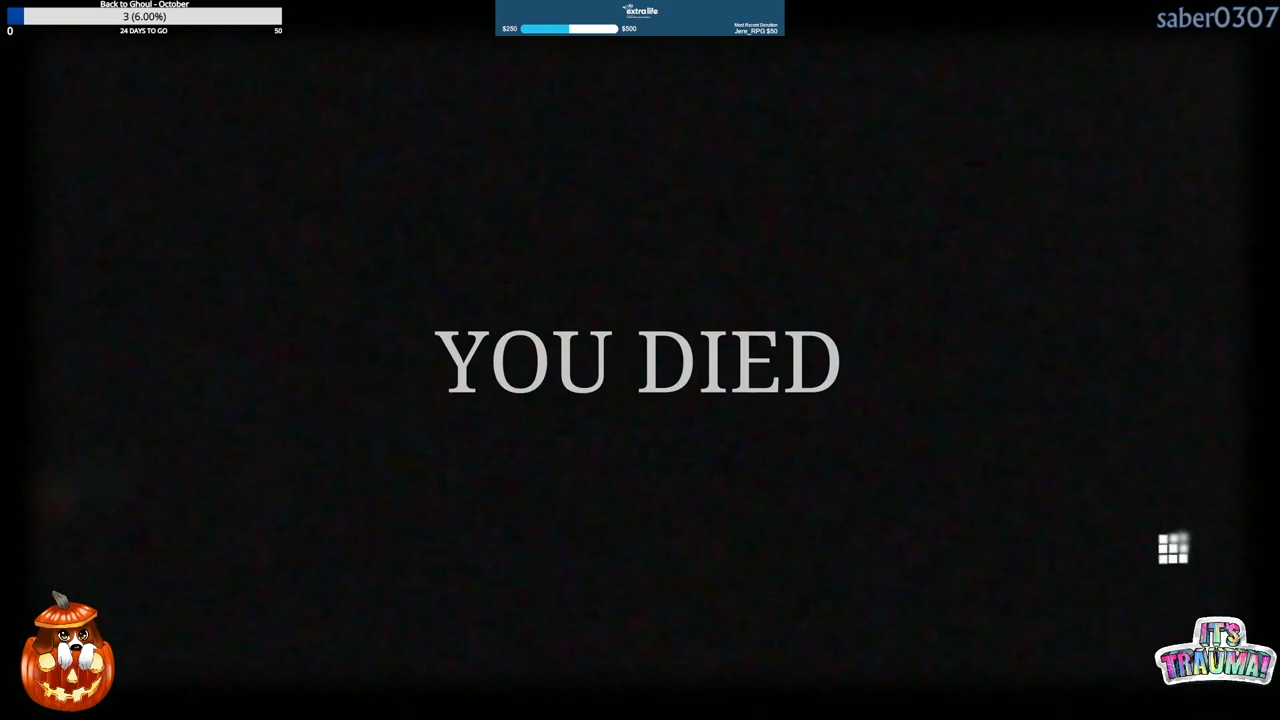 Back to Ghoul - October
3 (6.00%)
0 24 DAYS TO GO 50
extra life
$250 $500
Most Recent Donation
Jere_RPG $50
saber0307
YOU DIED
IT'S
TRAUMA!